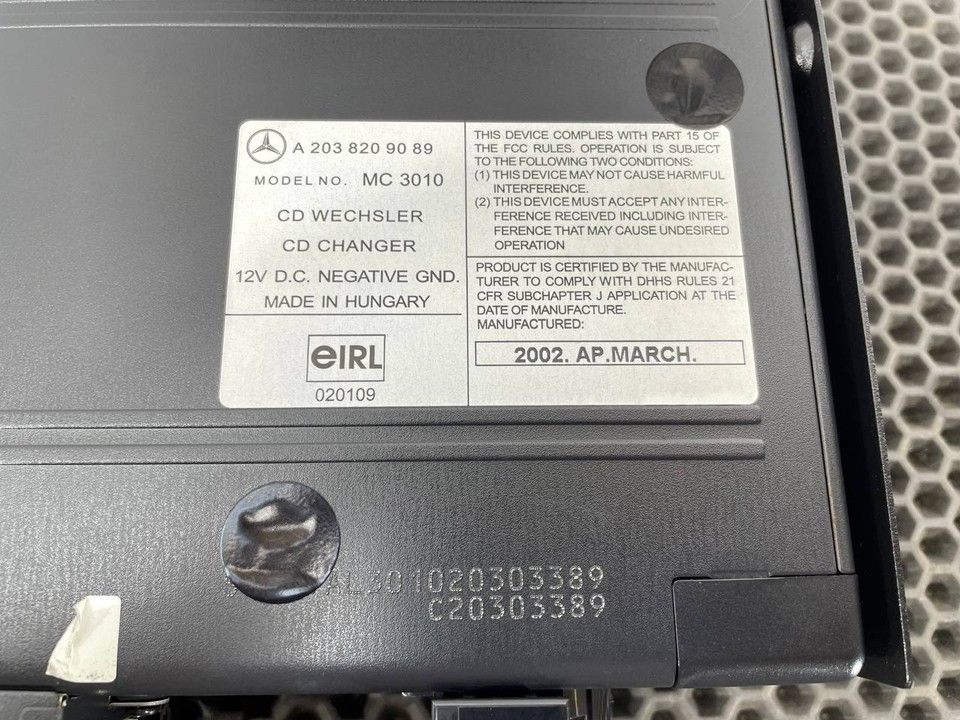 A 203 820 90 89
MODEL NO. MC 3010
CD WECHSLER
CD CHANGER
12V D.C. NEGATIVE GND.
MADE IN HUNGARY
eIRL
020109
THIS DEVICE COMPLIES WITH PART 15 OF
THE FCC RULES. OPERATION IS SUBJECT
TO THE FOLLOWING TWO CONDITIONS:
(1) THIS DEVICE MAY NOT CAUSE HARMFUL
INTERFERENCE.
(2) THIS DEVICE MUST ACCEPT ANY INTER-
FERENCE RECEIVED INCLUDING INTER-
FERENCE THAT MAY CAUSE UNDESIRED
OPERATION
PRODUCT IS CERTIFIED BY THE MANUFAC-
TURER TO COMPLY WITH DHHS RULES 21
CFR SUBCHAPTER J APPLICATION AT THE
DATE OF MANUFACTURE.
MANUFACTURED:
2002. AP.MARCH.
AL301020303389
C20303389